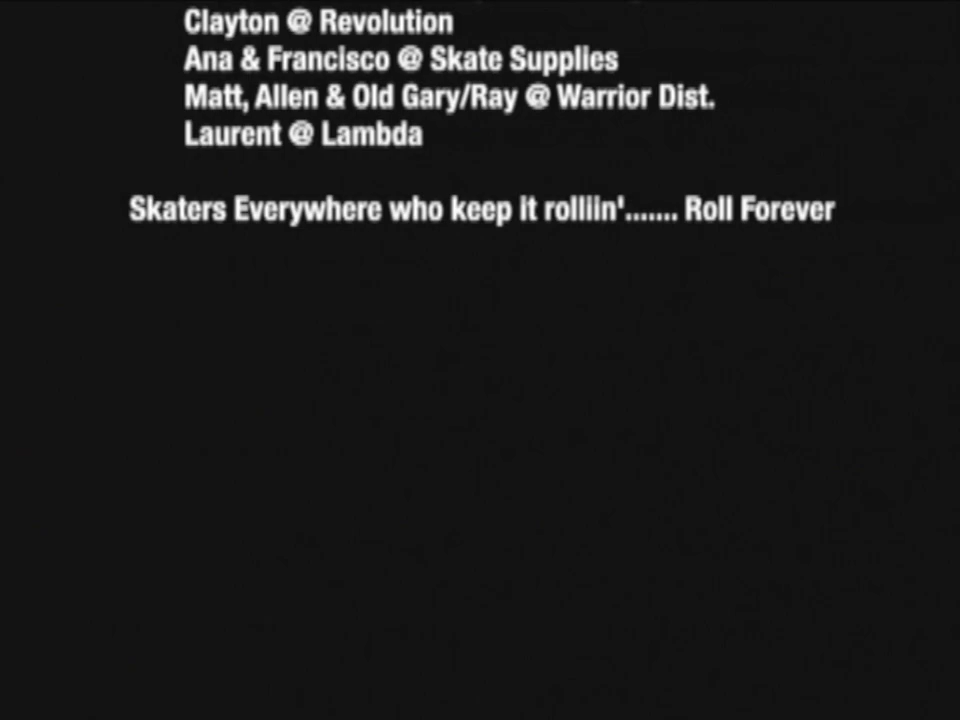 Clayton @ Revolution
Ana & Francisco @ Skate Supplies
Matt, Allen & Old Gary/Ray @ Warrior Dist.
Laurent @ Lambda
Skaters Everywhere who keep it rolliin'....... Roll Forever